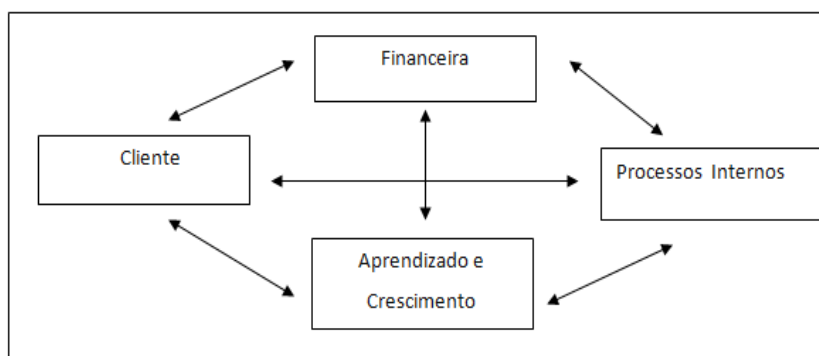 Financeira
Cliente
Processos Internos
Aprendizado e
Crescimento